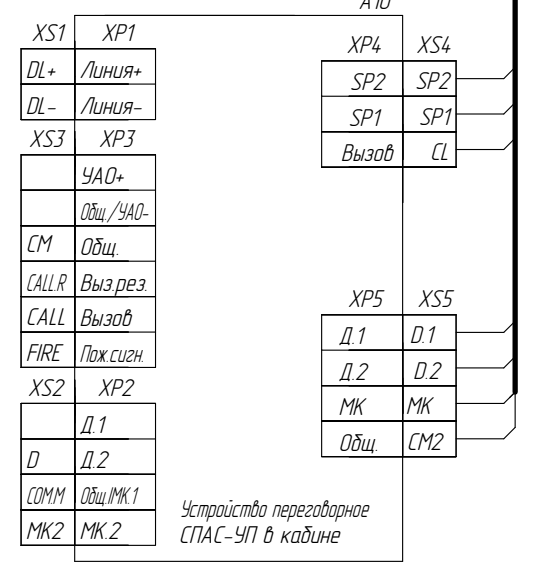 A10
XS1 XP1
DL+ Линия+
DL- Линия-
XS3 XP3
УАО+
Общ./УАО-
CM Общ.
CALL.R Выз.рез.
CALL Вызов
FIRE Пож.сигн.
XS2 XP2
Д.1
D Д.2
COM.M Общ.МК.1
MK2 МК.2
XP4 XS4
SP2 SP2
SP1 SP1
Вызов CL
XP5 XS5
Д.1 D.1
Д.2 D.2
МК MK
Общ. CM2
Устройство переговорное
СПАС-УП в кабине